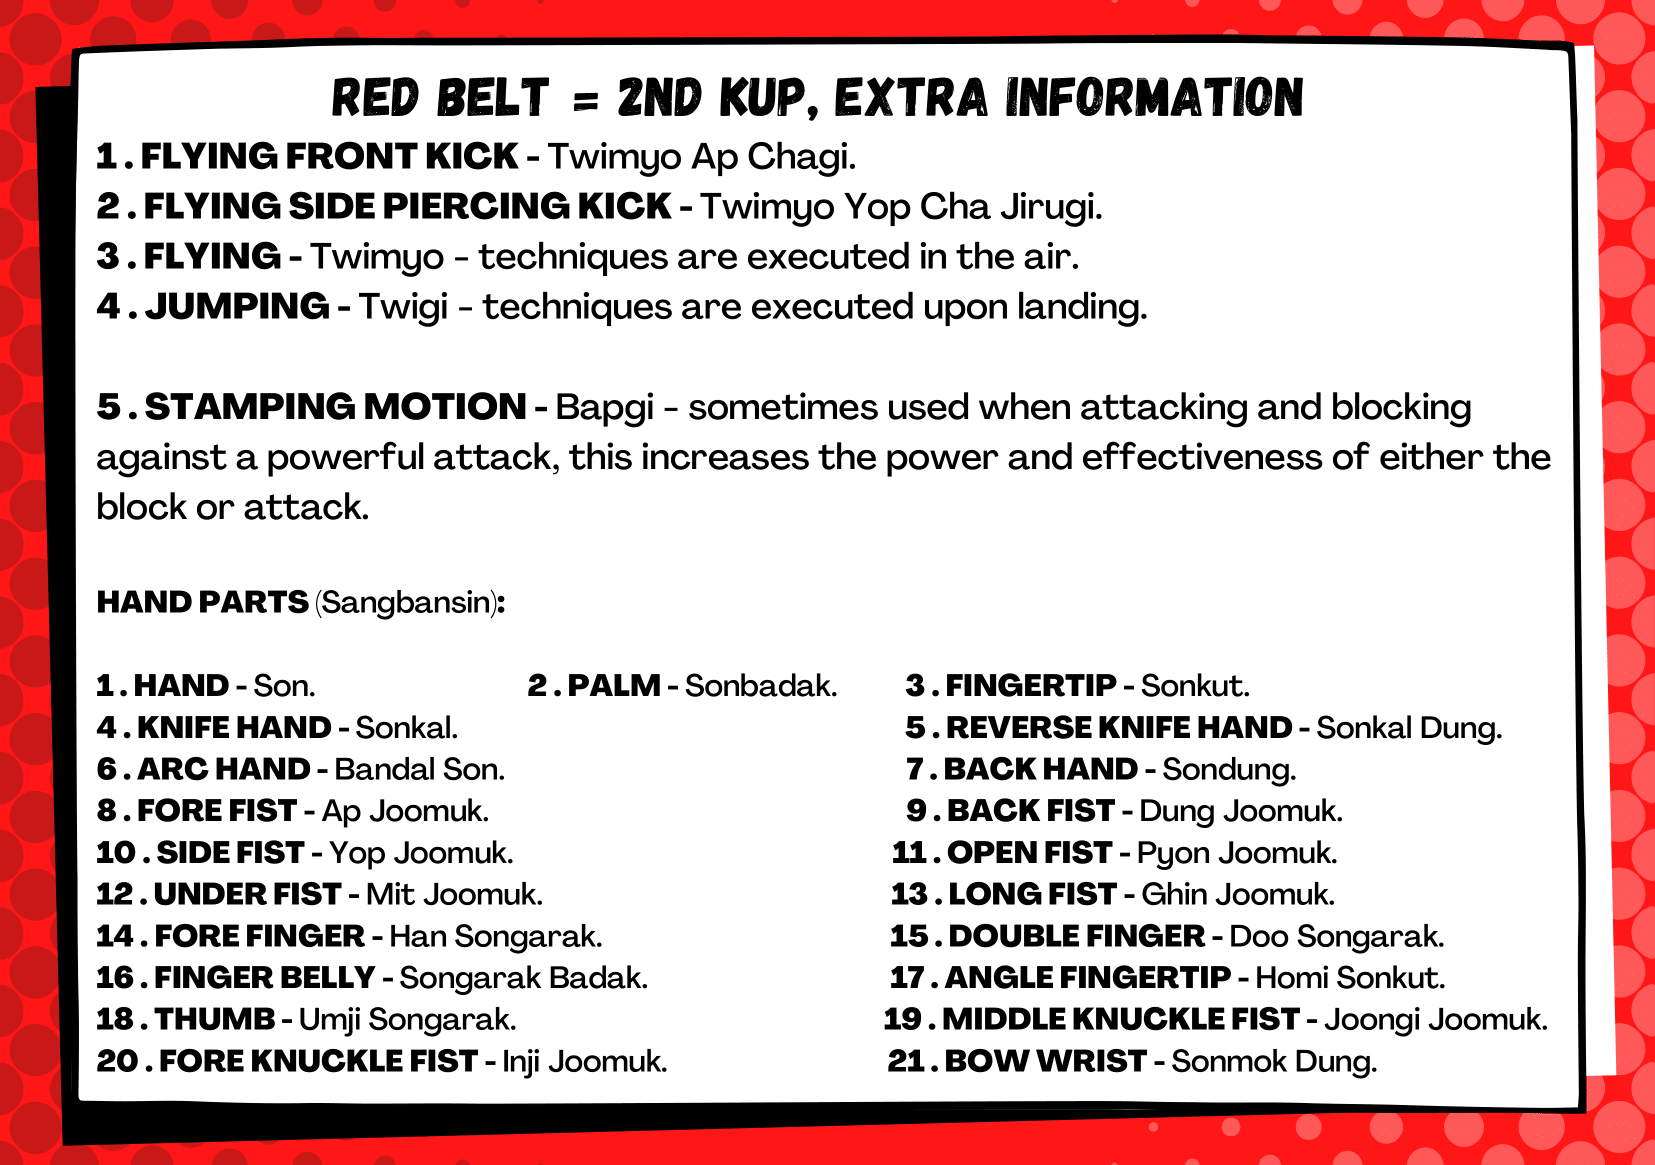 RED BELT = 2ND KUP, EXTRA INFORMATION
1 . FLYING FRONT KICK - Twimyo Ap Chagi.
2 . FLYING SIDE PIERCING KICK - Twimyo Yop Cha Jirugi.
3 . FLYING - Twimyo - techniques are executed in the air.
4 . JUMPING - Twigi - techniques are executed upon landing.
5 . STAMPING MOTION - Bapgi - sometimes used when attacking and blocking
against a powerful attack, this increases the power and effectiveness of either the
block or attack.
HAND PARTS (Sangbansin):
1 . HAND - Son. 2 . PALM - Sonbadak. 3 . FINGERTIP - Sonkut.
4 . KNIFE HAND - Sonkal. 5 . REVERSE KNIFE HAND - Sonkal Dung.
6 . ARC HAND - Bandal Son. 7 . BACK HAND - Sondung.
8 . FORE FIST - Ap Joomuk. 9 . BACK FIST - Dung Joomuk.
10 . SIDE FIST - Yop Joomuk. 11 . OPEN FIST - Pyon Joomuk.
12 . UNDER FIST - Mit Joomuk. 13 . LONG FIST - Ghin Joomuk.
14 . FORE FINGER - Han Songarak. 15 . DOUBLE FINGER - Doo Songarak.
16 . FINGER BELLY - Songarak Badak. 17 . ANGLE FINGERTIP - Homi Sonkut.
18 . THUMB - Umji Songarak. 19 . MIDDLE KNUCKLE FIST - Joongi Joomuk.
20 . FORE KNUCKLE FIST - Inji Joomuk. 21 . BOW WRIST - Sonmok Dung.